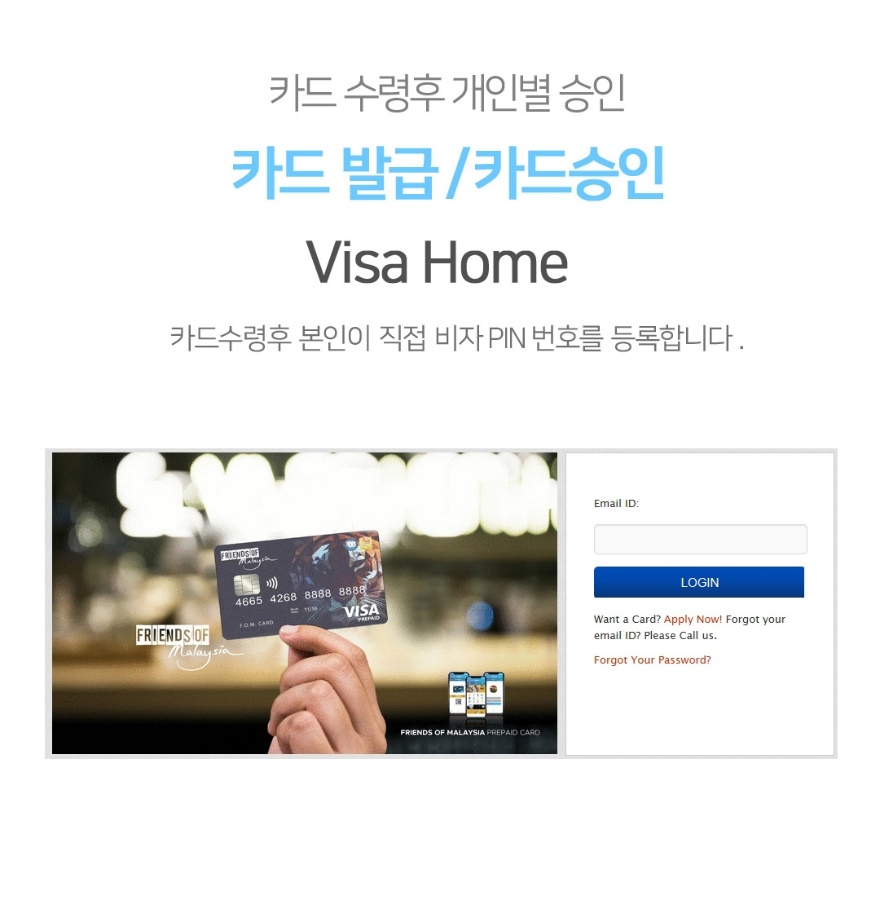 카드 수령후 개인별 승인
카드 발급 / 카드승인
Visa Home
카드수령후 본인이 직접 비자 PIN 번호를 등록합니다 .
FRIENDS OF
Malaysia
4665 4268 8888 8888
11/19
F.O.M. CARD
VISA
PREPAID
FRIENDS OF
Malaysia
FRIENDS OF MALAYSIA PREPAID CARD
Email ID:
LOGIN
Want a Card? Apply Now! Forgot your
email ID? Please Call us.
Forgot Your Password?